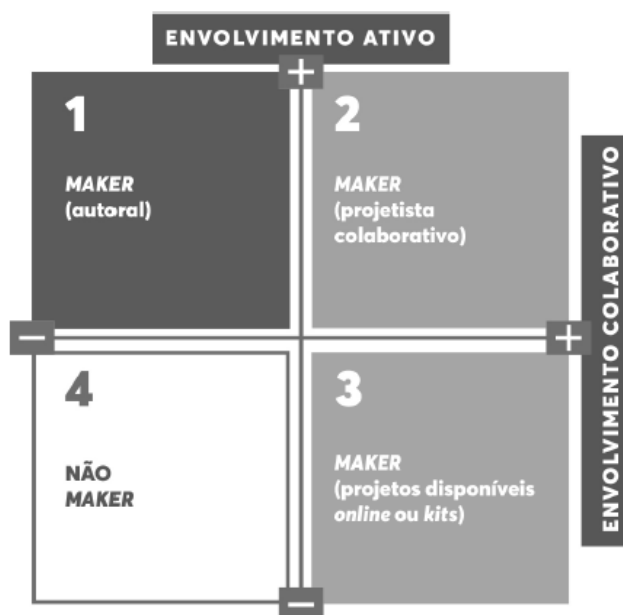 ENVOLVIMENTO ATIVO
+
1
MAKER
(autoral)
2
MAKER
(projetista
colaborativo)
ENVOLVIMENTO COLABORATIVO
−
+
4
NÃO
MAKER
3
MAKER
(projetos disponíveis
online ou kits)
−